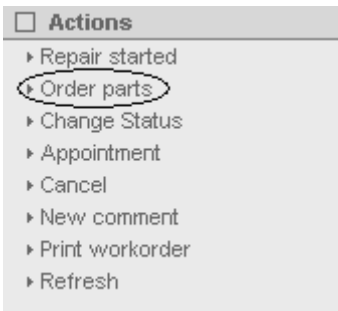 Actions
Repair started
Order parts
Change Status
Appointment
Cancel
New comment
Print workorder
Refresh